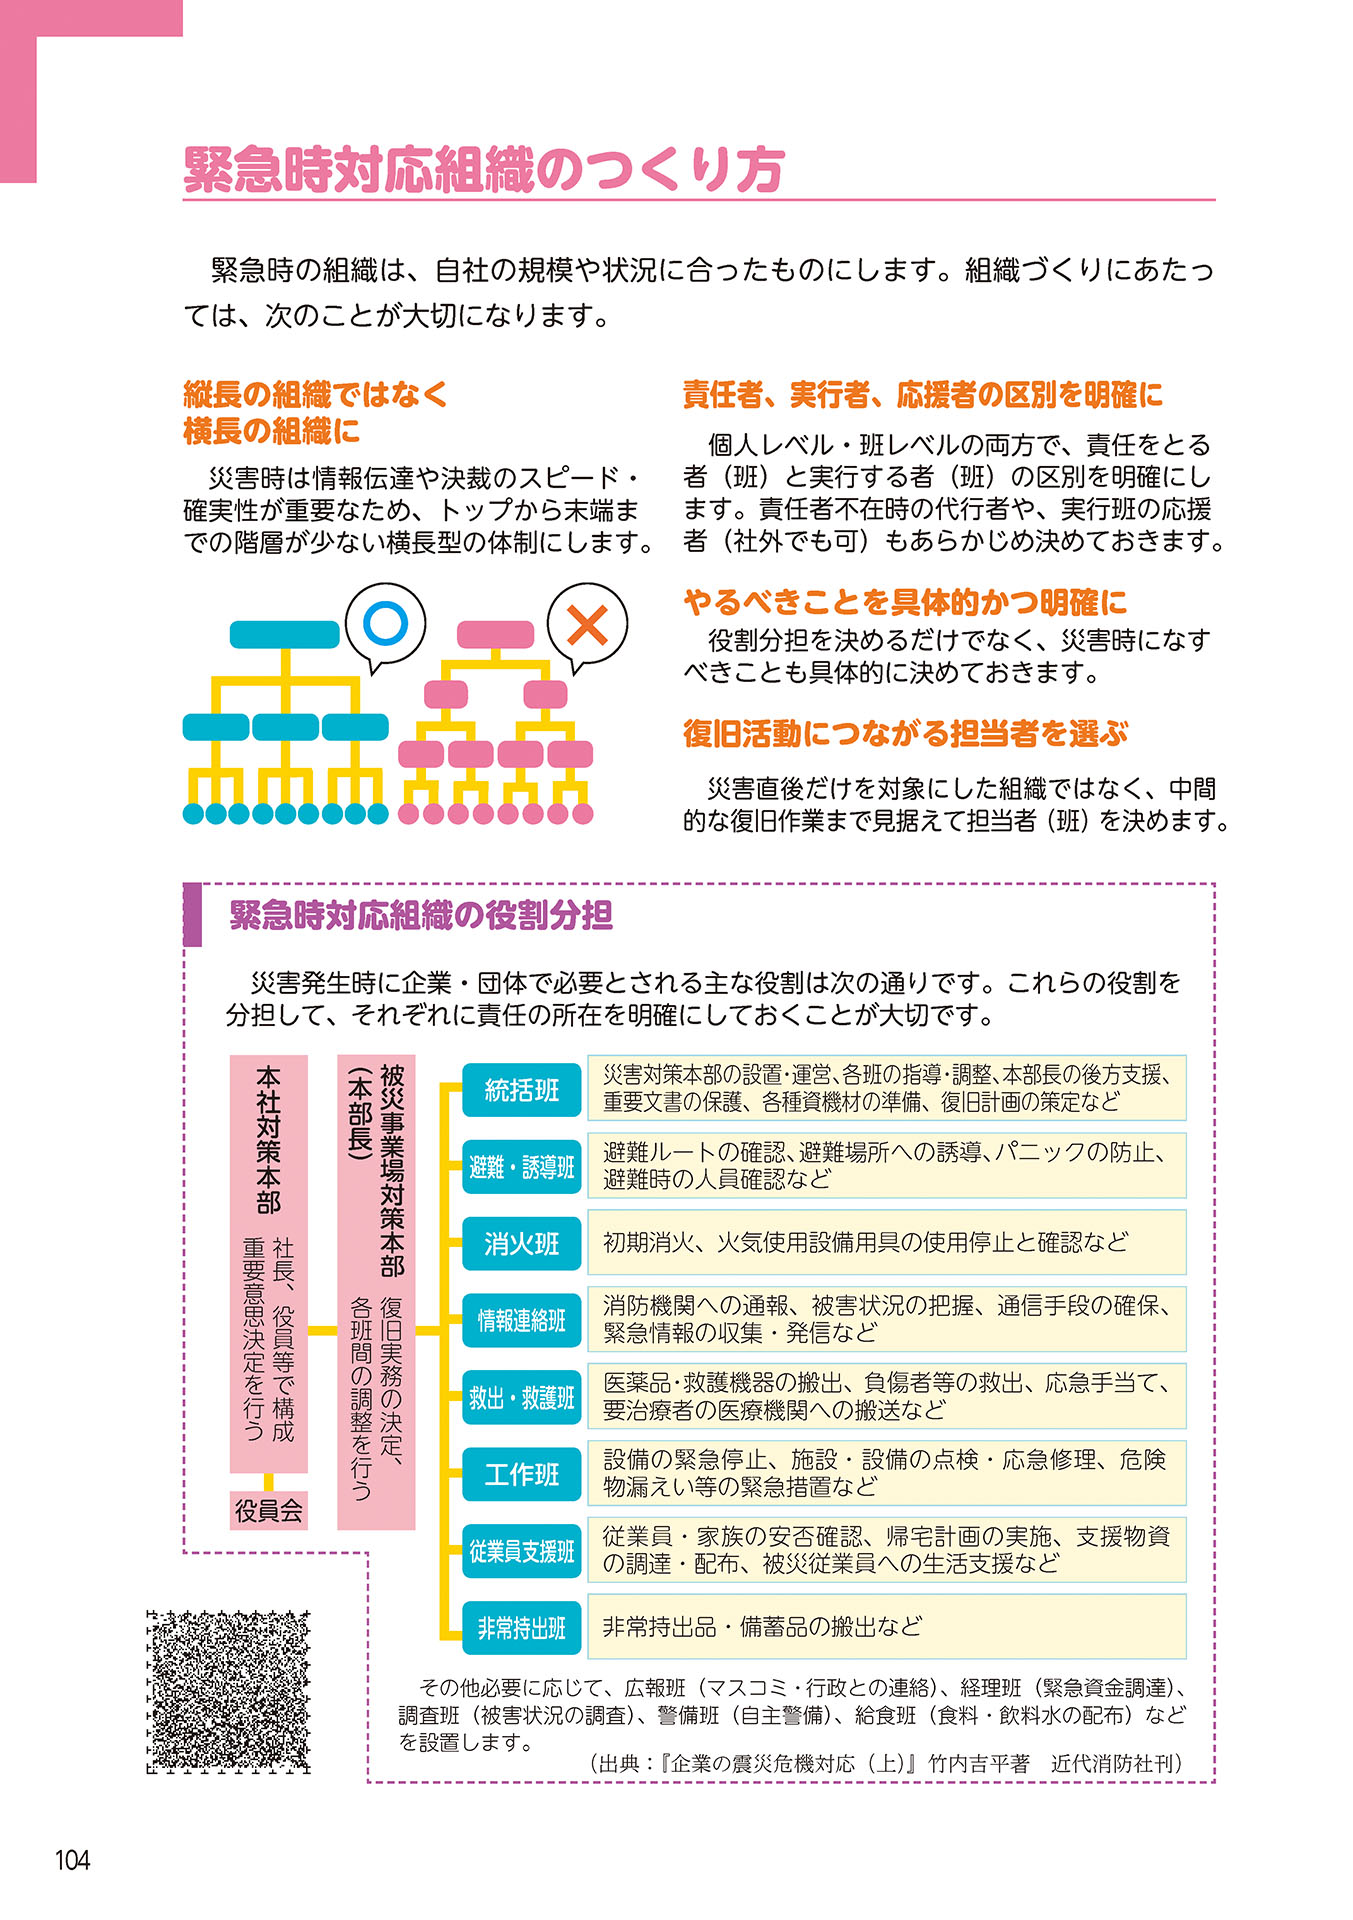 緊急時対応組織のつくり方
　緊急時の組織は、自社の規模や状況に合ったものにします。組織づくりにあたっ
ては、次のことが大切になります。
縦長の組織ではなく
横長の組織に
　災害時は情報伝達や決裁のスピード・
確実性が重要なため、トップから末端ま
での階層が少ない横長型の体制にします。
責任者、実行者、応援者の区別を明確に
　個人レベル・班レベルの両方で、責任をとる
者（班）と実行する者（班）の区別を明確にし
ます。責任者不在時の代行者や、実行班の応援
者（社外でも可）もあらかじめ決めておきます。
やるべきことを具体的かつ明確に
　役割分担を決めるだけでなく、災害時になす
べきことも具体的に決めておきます。
復旧活動につながる担当者を選ぶ
　災害直後だけを対象にした組織ではなく、中間
的な復旧作業まで見据えて担当者（班）を決めます。
緊急時対応組織の役割分担
　災害発生時に企業・団体で必要とされる主な役割は次の通りです。これらの役割を
分担して、それぞれに責任の所在を明確にしておくことが大切です。
本社対策本部
社長、役員等で構成
重要意思決定を行う
役員会
被災事業場対策本部
（本部長）
復旧実務の決定、
各班間の調整を行う
統括班
災害対策本部の設置・運営、各班の指導・調整、本部長の後方支援、
重要文書の保護、各種資機材の準備、復旧計画の策定など
避難・誘導班
避難ルートの確認、避難場所への誘導、パニックの防止、
避難時の人員確認など
消火班
初期消火、火気使用設備用具の使用停止と確認など
情報連絡班
消防機関への通報、被害状況の把握、通信手段の確保、
緊急情報の収集・発信など
救出・救護班
医薬品・救護機器の搬出、負傷者等の救出、応急手当て、
要治療者の医療機関への搬送など
工作班
設備の緊急停止、施設・設備の点検・応急修理、危険
物漏えい等の緊急措置など
従業員支援班
従業員・家族の安否確認、帰宅計画の実施、支援物資
の調達・配布、被災従業員への生活支援など
非常持出班
非常持出品・備蓄品の搬出など
　その他必要に応じて、広報班（マスコミ・行政との連絡）、経理班（緊急資金調達）、
調査班（被害状況の調査）、警備班（自主警備）、給食班（食料・飲料水の配布）など
を設置します。
（出典：『企業の震災危機対応（上）』竹内吉平著　近代消防社刊）
104